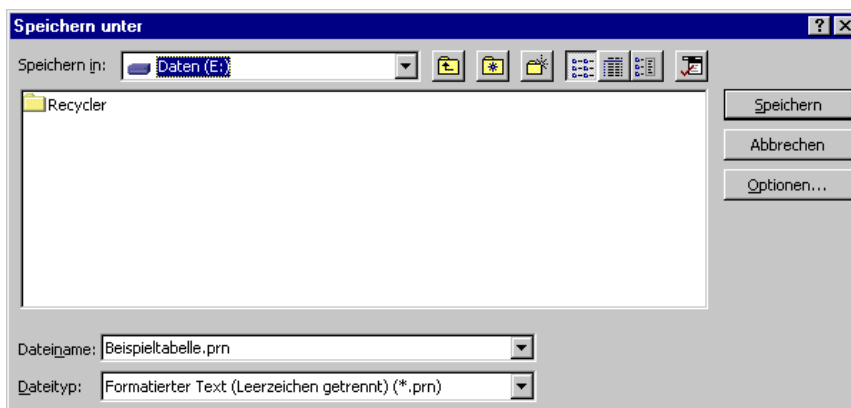 Speichern unter
Speichern in: Daten (E:)
Recycler
Speichern
Abbrechen
Optionen...
Dateiname: Beispieltabelle.prn
Dateityp: Formatierter Text (Leerzeichen getrennt) (*.prn)